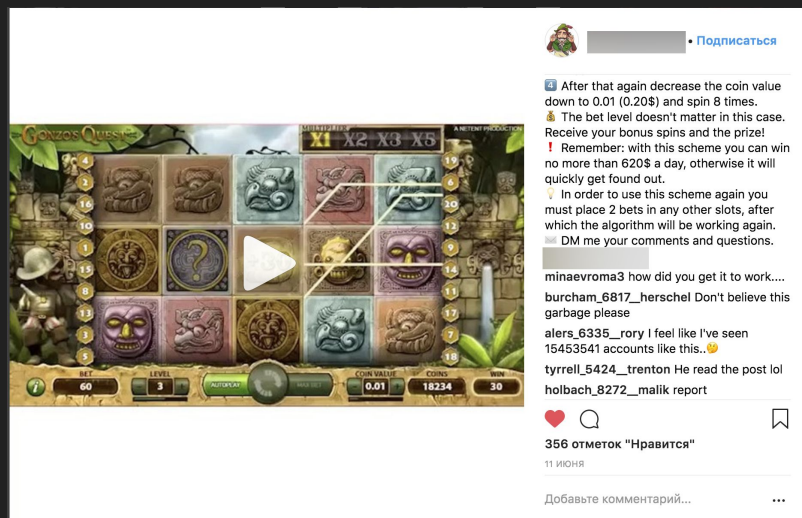 • Подписаться
4 After that again decrease the coin value
down to 0.01 (0.20$) and spin 8 times.
The bet level doesn't matter in this case.
Receive your bonus spins and the prize!
❗ Remember: with this scheme you can win
no more than 620$ a day, otherwise it will
quickly get found out.
In order to use this scheme again you
must place 2 bets in any other slots, after
which the algorithm will be working again.
DM me your comments and questions.
minaevroma3 how did you get it to work....
burcham_6817__herschel Don't believe this
garbage please
alers_6335__rory I feel like I've seen
15453541 accounts like this..🤔
tyrrell_5424__trenton He read the post lol
holbach_8272__malik report
356 отметок "Нравится"
11 ИЮНЯ
Добавьте комментарий...
GONZO'S QUEST
MULTIPLIER
X1 X2 X3 X5
A NETENT PRODUCTION
4 19
2 6
16 20
10 12
1 9
15 14
8 11
13 17
3 7
5 18
BET LEVEL COIN VALUE COINS WIN
60 3 AUTOPLAY MAX BET 0.01 18234 30